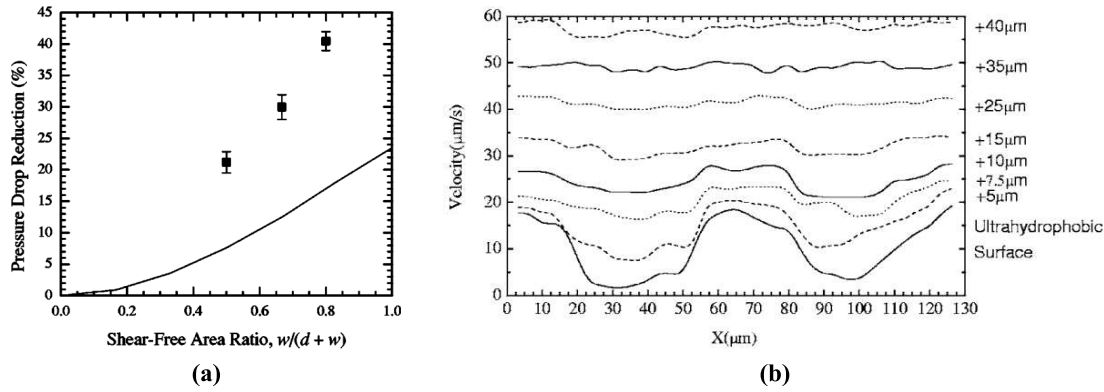 45
40
35
30
25
20
15
10
5
0
Pressure Drop Reduction (%)
0.0 0.2 0.4 0.6 0.8 1.0
Shear-Free Area Ratio, w/(d + w)
(a)
60
50
40
30
20
10
0
Velocity(μm/s)
0 10 20 30 40 50 60 70 80 90 100 110 120 130
X(μm)
+40μm
+35μm
+25μm
+15μm
+10μm
+7.5μm
+5μm
Ultrahydrophobic
Surface
(b)